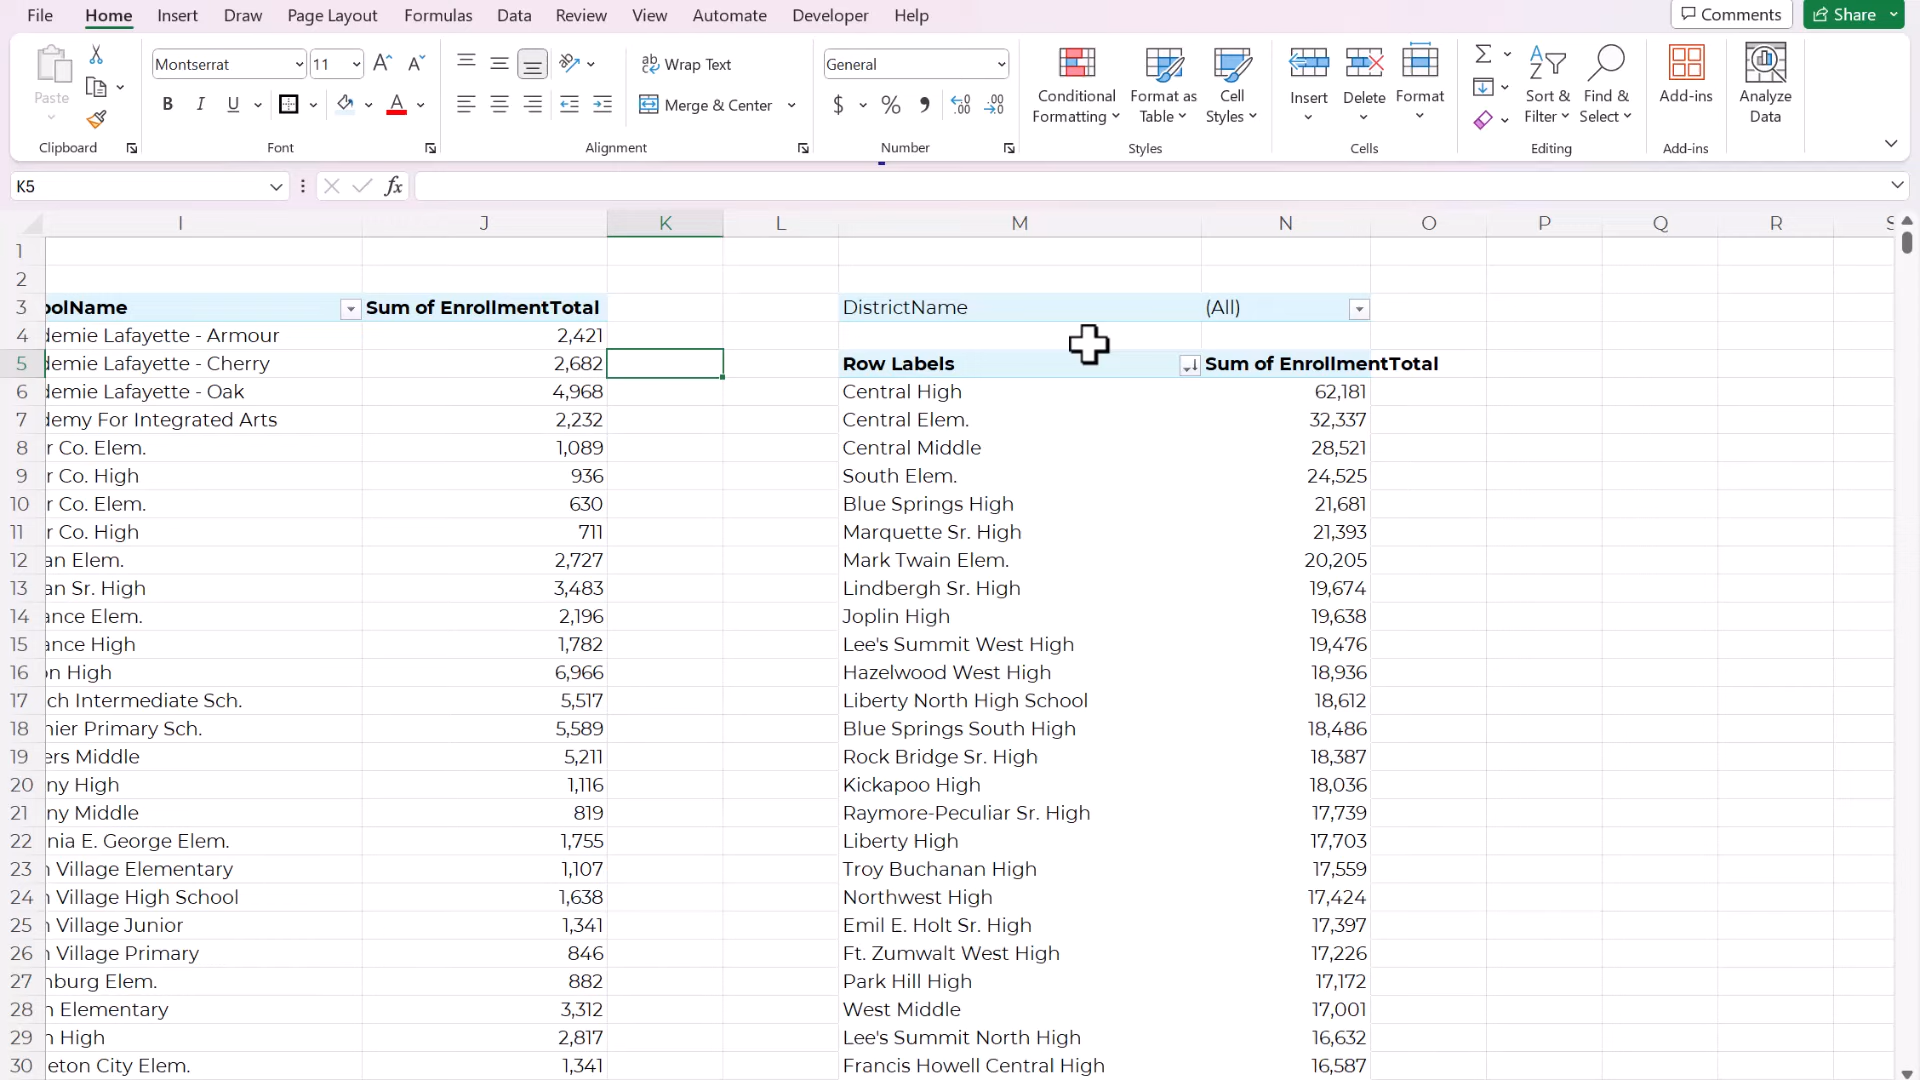 File Home Insert Draw Page Layout Formulas Data Review View Automate Developer Help Comments Share
Paste
Clipboard
Montserrat 11
B I U
Font
Wrap Text
Merge & Center
Alignment
General
$ % ,
Number
Conditional Formatting
Format as Table
Cell Styles
Styles
Insert Delete Format
Cells
Sort & Filter
Find & Select
Editing
Add-ins
Add-ins
Analyze Data
K5 fx
I J K L M N O P Q R S
1
2
3 oolName Sum of EnrollmentTotal DistrictName (All)
4 demie Lafayette - Armour 2,421
5 demie Lafayette - Cherry 2,682 Row Labels Sum of EnrollmentTotal
6 demie Lafayette - Oak 4,968 Central High 62,181
7 demy For Integrated Arts 2,232 Central Elem. 32,337
8 r Co. Elem. 1,089 Central Middle 28,521
9 r Co. High 936 South Elem. 24,525
10 r Co. Elem. 630 Blue Springs High 21,681
11 r Co. High 711 Marquette Sr. High 21,393
12 an Elem. 2,727 Mark Twain Elem. 20,205
13 an Sr. High 3,483 Lindbergh Sr. High 19,674
14 ance Elem. 2,196 Joplin High 19,638
15 ance High 1,782 Lee's Summit West High 19,476
16 on High 6,966 Hazelwood West High 18,936
17 ch Intermediate Sch. 5,517 Liberty North High School 18,612
18 nier Primary Sch. 5,589 Blue Springs South High 18,486
19 ers Middle 5,211 Rock Bridge Sr. High 18,387
20 ny High 1,116 Kickapoo High 18,036
21 ny Middle 819 Raymore-Peculiar Sr. High 17,739
22 nia E. George Elem. 1,755 Liberty High 17,703
23 n Village Elementary 1,107 Troy Buchanan High 17,559
24 n Village High School 1,638 Northwest High 17,424
25 n Village Junior 1,341 Emil E. Holt Sr. High 17,397
26 n Village Primary 846 Ft. Zumwalt West High 17,226
27 nburg Elem. 882 Park Hill High 17,172
28 n Elementary 3,312 West Middle 17,001
29 n High 2,817 Lee's Summit North High 16,632
30 eton City Elem. 1,341 Francis Howell Central High 16,587